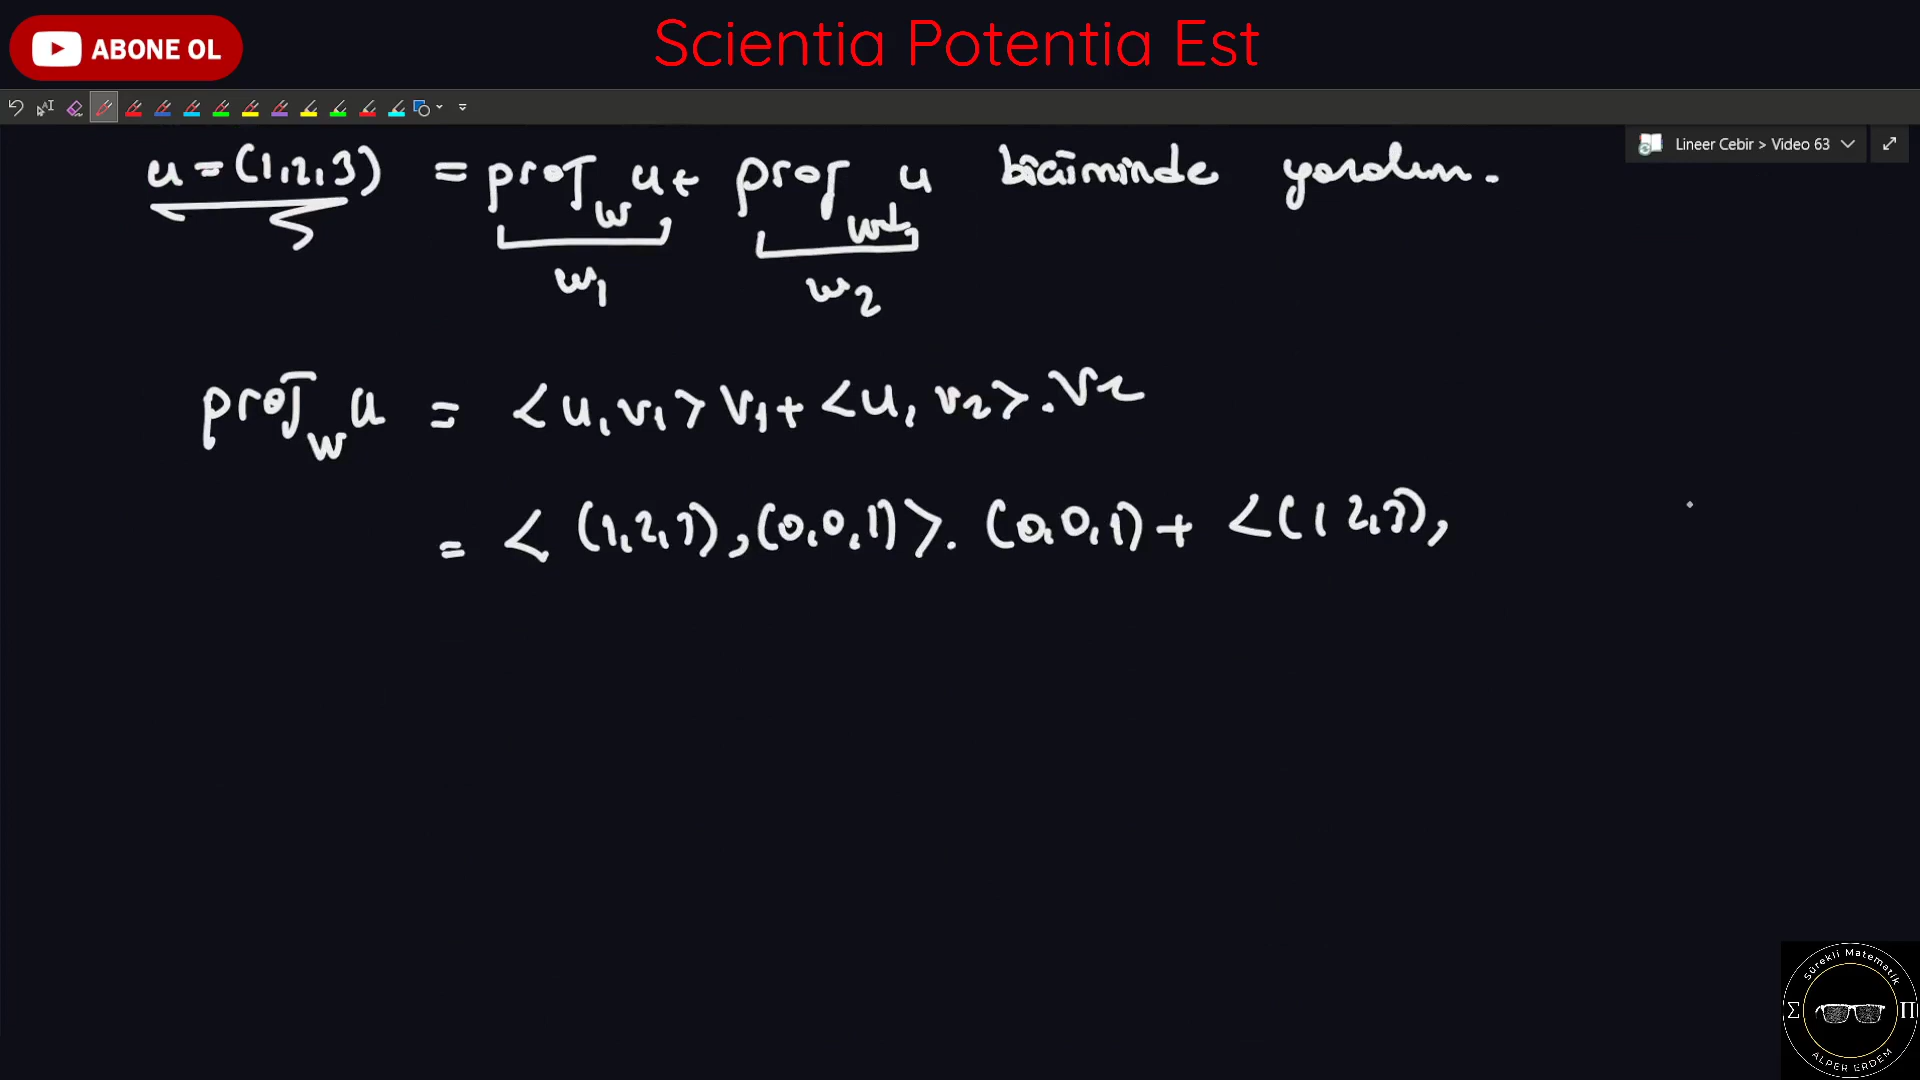 Scientia Potentia Est
ABONE OL
Lineer Cebir > Video 63
u = (1,2,3) = proj_W u + proj_W⊥ u biçiminde yazalım.
w₁ w₂
proj_W u = <u, v₁> v₁ + <u, v₂>. v₂
= < (1,2,3), (0,0,1) >. (0,0,1) + <(1 2,3),
Sürekli Matematik
Σ Π
ALPER ERDEM